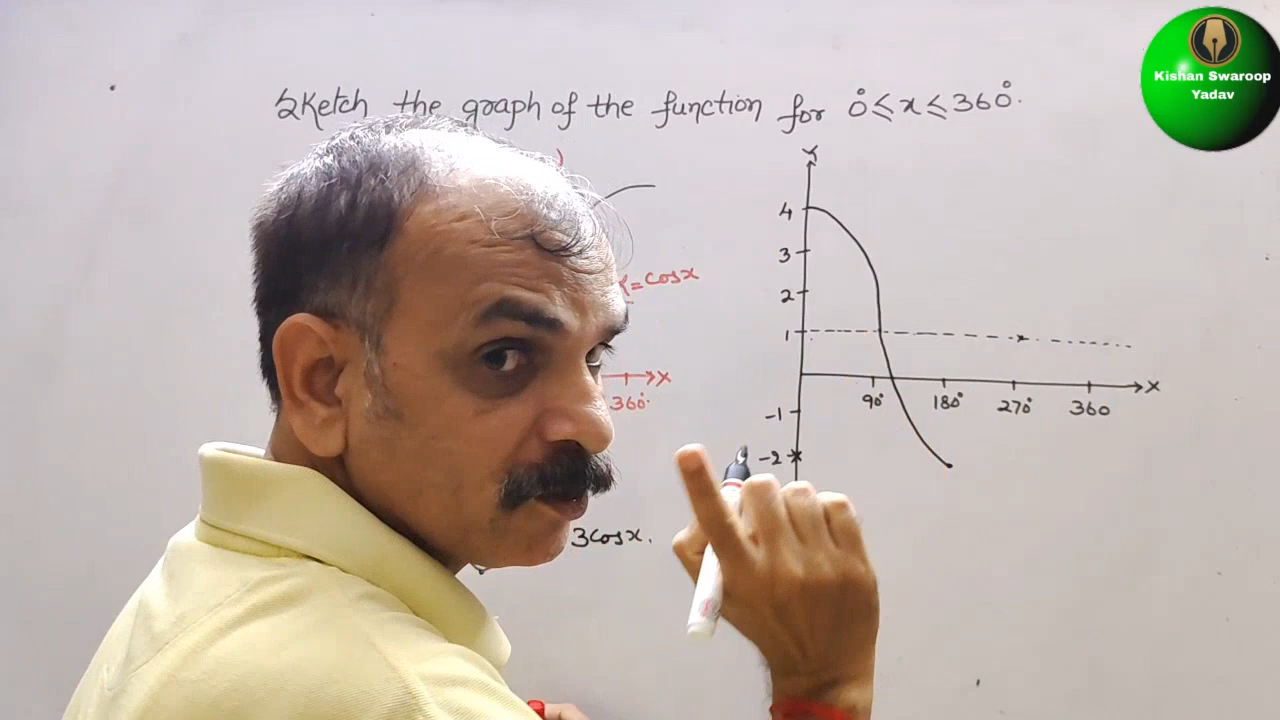 Sketch the graph of the function for 0° ≤ x ≤ 360°.
Kishan Swaroop
Yadav
= cosx
X
360°
3cosx.
Y
4
3
2
1
-1
-2
90° 180° 270° 360
X